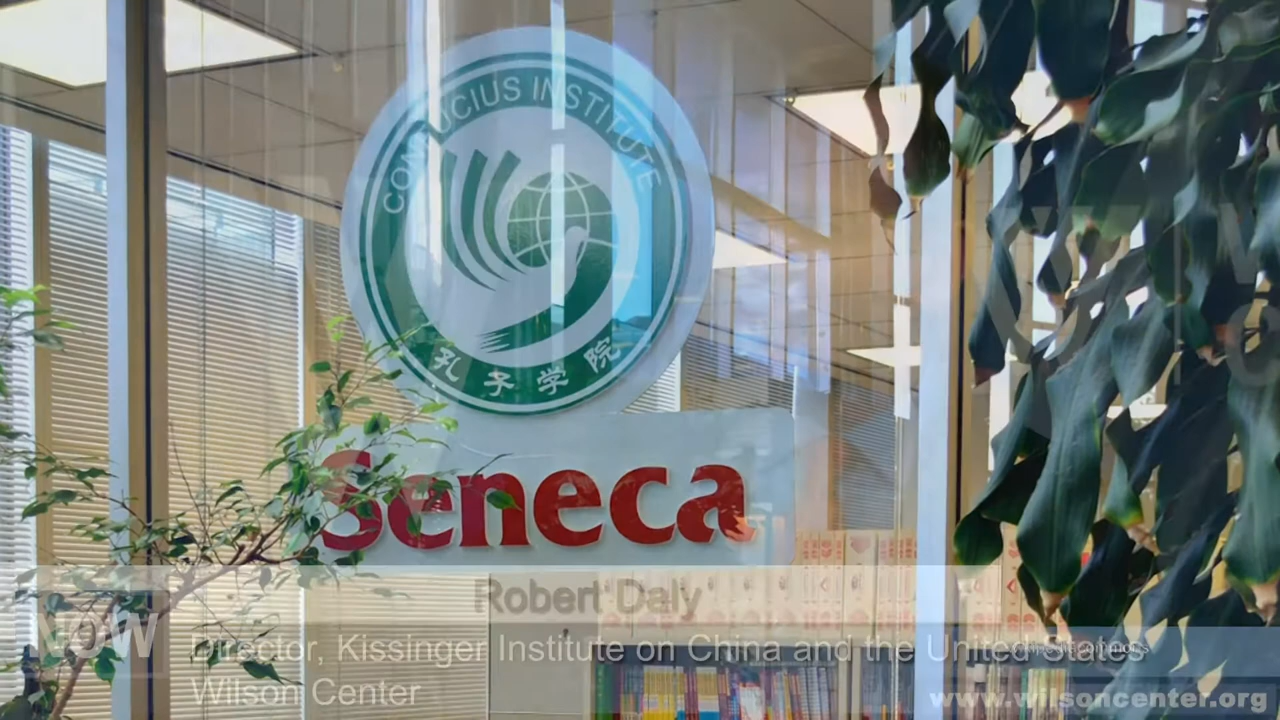 CONFUCIUS INSTITUTE
孔子学院
Seneca
Robert Daly
NOW
Director, Kissinger Institute on China and the United States
Wilson Center
www.wilsoncenter.org